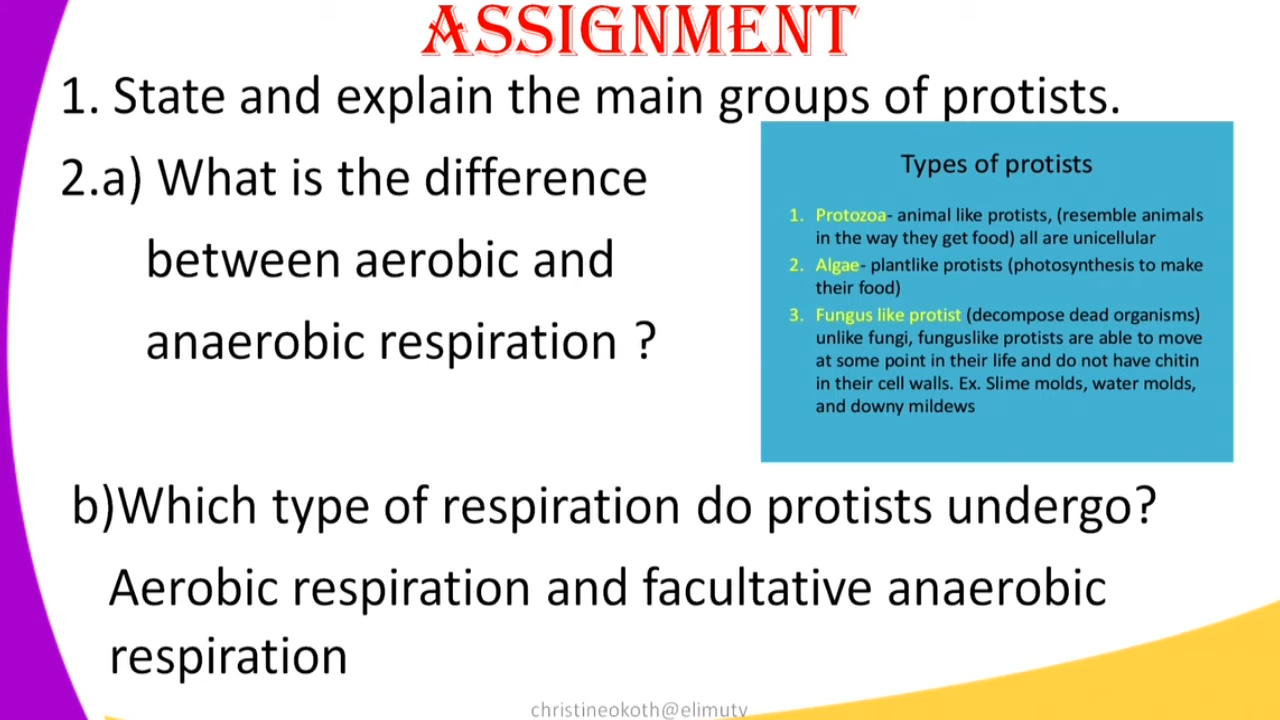 ASSIGNMENT
1. State and explain the main groups of protists.
2.a) What is the difference
between aerobic and
anaerobic respiration ?
Types of protists
1. Protozoa- animal like protists, (resemble animals
in the way they get food) all are unicellular
2. Algae- plantlike protists (photosynthesis to make
their food)
3. Fungus like protist (decompose dead organisms)
unlike fungi, funguslike protists are able to move
at some point in their life and do not have chitin
in their cell walls. Ex. Slime molds, water molds,
and downy mildews
b)Which type of respiration do protists undergo?
Aerobic respiration and facultative anaerobic
respiration
christineokoth@elimutv